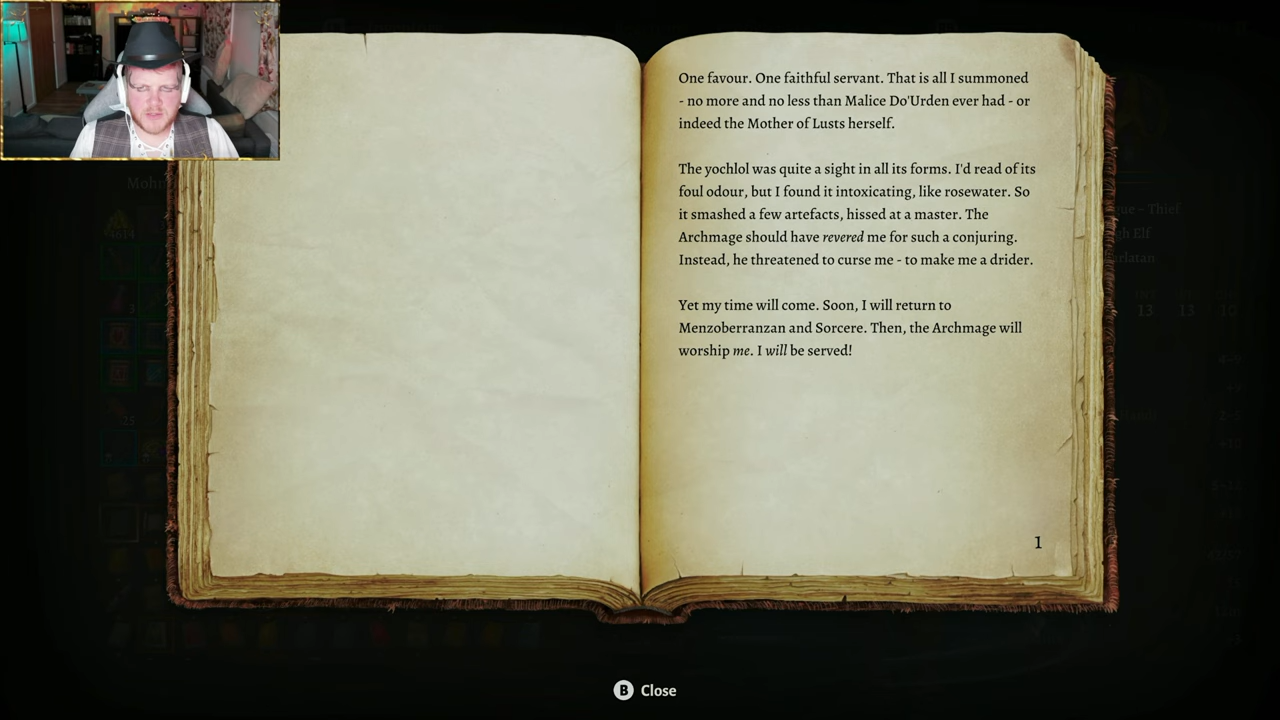 One favour. One faithful servant. That is all I summoned
- no more and no less than Malice Do'Urden ever had - or
indeed the Mother of Lusts herself.
The yochlol was quite a sight in all its forms. I'd read of its
foul odour, but I found it intoxicating, like rosewater. So
it smashed a few artefacts, hissed at a master. The
Archmage should have revered me for such a conjuring.
Instead, he threatened to curse me - to make me a drider.
Yet my time will come. Soon, I will return to
Menzoberranzan and Sorcere. Then, the Archmage will
worship me. I will be served!
1
B Close